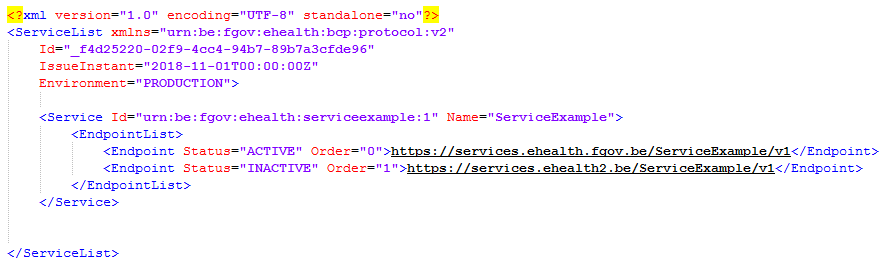 <?xml version="1.0" encoding="UTF-8" standalone="no"?>
<ServiceList xmlns="urn:be:fgov:ehealth:bcp:protocol:v2"
Id="_f4d25220-02f9-4cc4-94b7-89b7a3cfde96"
IssueInstant="2018-11-01T00:00:00Z"
Environment="PRODUCTION">
<Service Id="urn:be:fgov:ehealth:serviceexample:1" Name="ServiceExample">
<EndpointList>
<Endpoint Status="ACTIVE" Order="0">https://services.ehealth.fgov.be/ServiceExample/v1</Endpoint>
<Endpoint Status="INACTIVE" Order="1">https://services.ehealth2.be/ServiceExample/v1</Endpoint>
</EndpointList>
</Service>
</ServiceList>